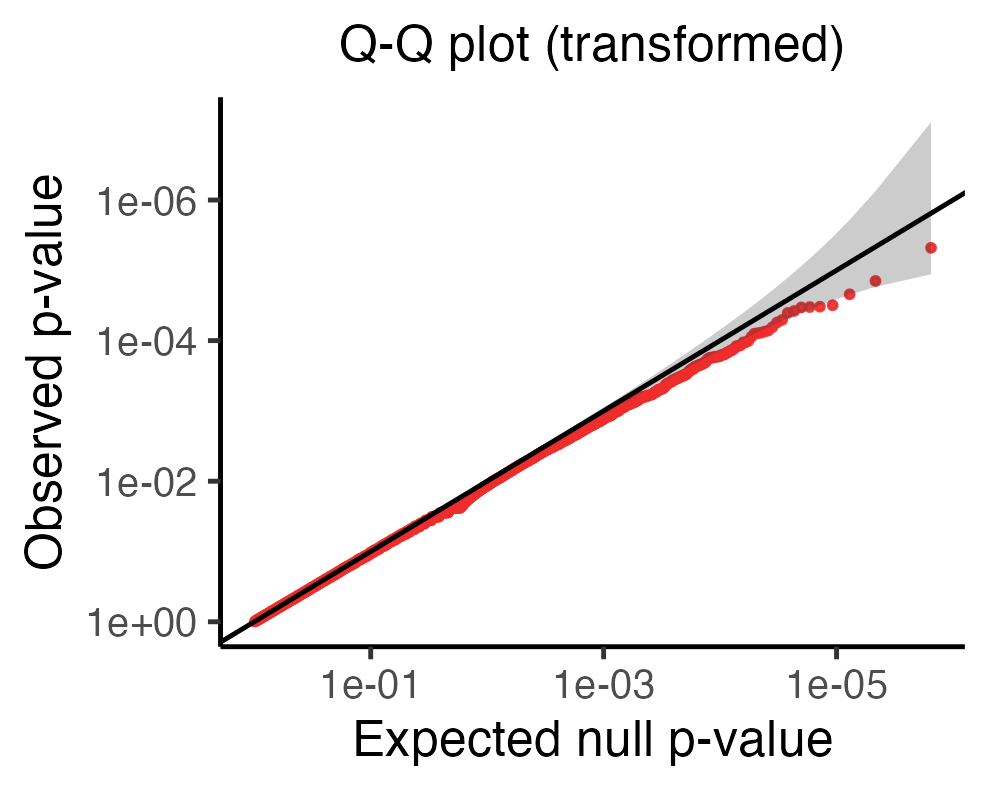 Q-Q plot (transformed)
Observed p-value
1e-06
1e-04
1e-02
1e+00
1e-01 1e-03 1e-05
Expected null p-value